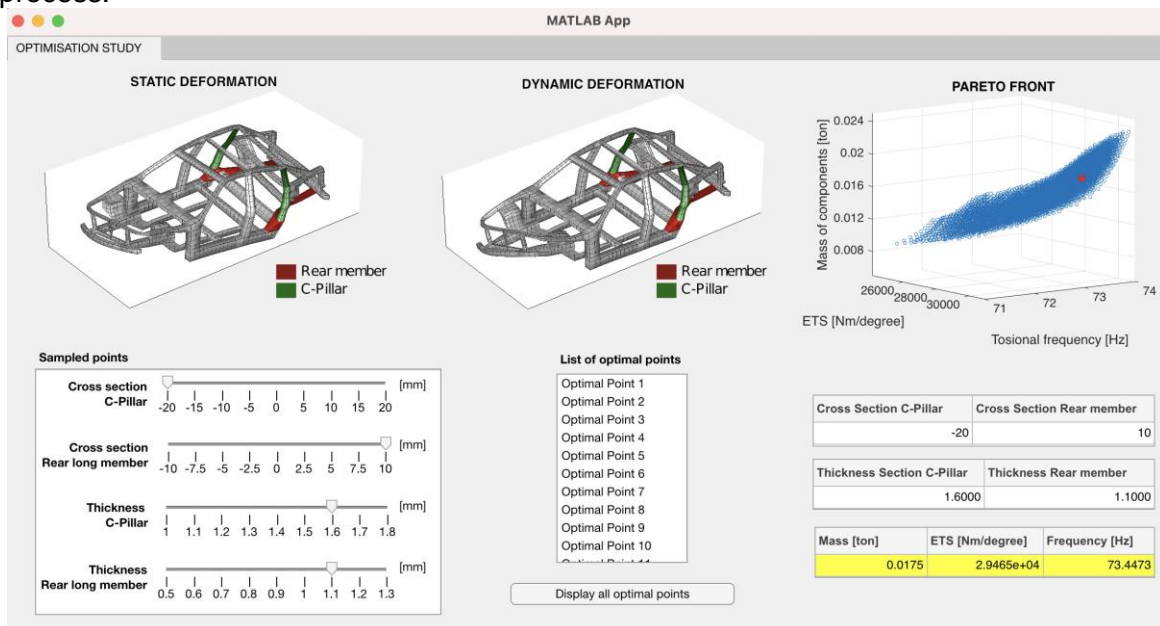 process.
MATLAB App
OPTIMISATION STUDY
STATIC DEFORMATION
Rear member
C-Pillar
DYNAMIC DEFORMATION
Rear member
C-Pillar
PARETO FRONT
Mass of components [ton]
0.024
0.02
0.016
0.012
0.008
26000 28000 30000
71 72 73 74
ETS [Nm/degree]
Tosional frequency [Hz]
Sampled points
Cross section
C-Pillar
[mm]
-20 -15 -10 -5 0 5 10 15 20
Cross section
Rear long member
[mm]
-10 -7.5 -5 -2.5 0 2.5 5 7.5 10
Thickness
C-Pillar
[mm]
1 1.1 1.2 1.3 1.4 1.5 1.6 1.7 1.8
Thickness
Rear long member
[mm]
0.5 0.6 0.7 0.8 0.9 1 1.1 1.2 1.3
List of optimal points
Optimal Point 1
Optimal Point 2
Optimal Point 3
Optimal Point 4
Optimal Point 5
Optimal Point 6
Optimal Point 7
Optimal Point 8
Optimal Point 9
Optimal Point 10
Display all optimal points
Cross Section C-Pillar Cross Section Rear member
-20 10
Thickness Section C-Pillar Thickness Rear member
1.6000 1.1000
Mass [ton] ETS [Nm/degree] Frequency [Hz]
0.0175 2.9465e+04 73.4473